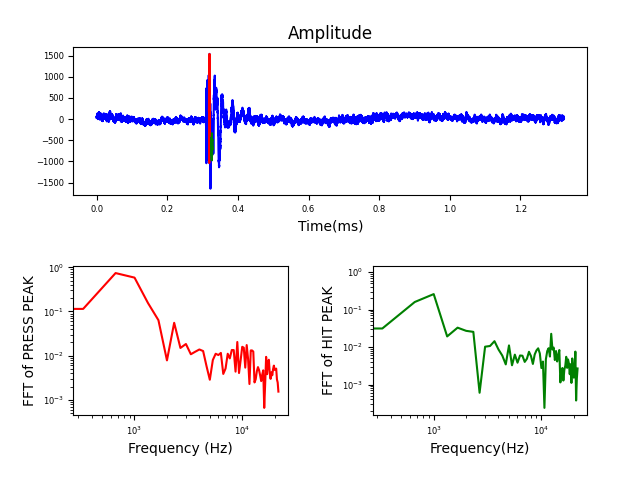 Amplitude
1500
1000
500
0
−500
−1000
−1500
0.0 0.2 0.4 0.6 0.8 1.0 1.2
Time(ms)
FFT of PRESS PEAK
10⁰
10⁻¹
10⁻²
10⁻³
10³ 10⁴
Frequency (Hz)
FFT of HIT PEAK
10⁰
10⁻¹
10⁻²
10⁻³
10³ 10⁴
Frequency(Hz)